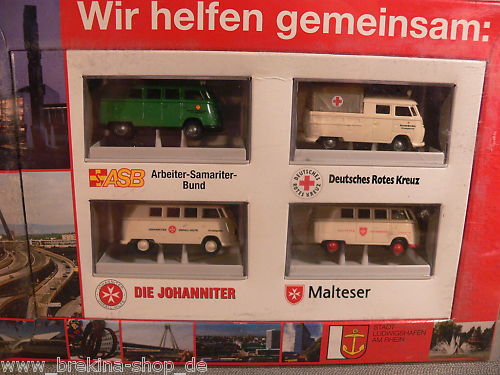 Wir helfen gemeinsam:
ASB Arbeiter-Samariter-
Bund
DEUTSCHES ROTES KREUZ
Deutsches Rotes Kreuz
DIE JOHANNITER
Malteser
STADT
LUDWIGSHAFEN
AM RHEIN
www.brekina-shop.de